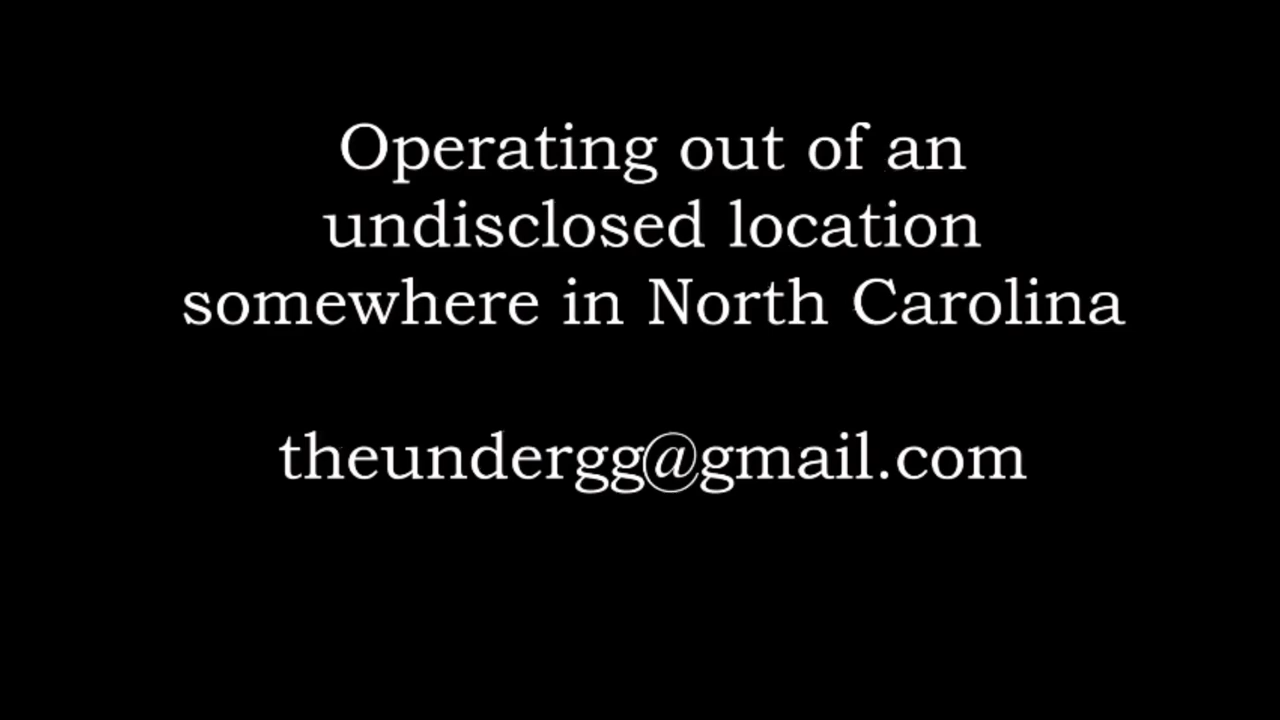 Operating out of an
undisclosed location
somewhere in North Carolina
theundergg@gmail.com